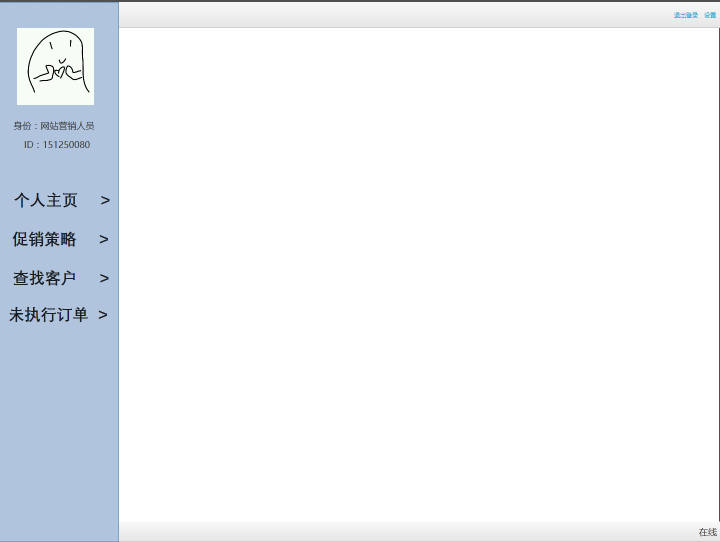 退出登录 设置
身份：网站营销人员
ID：151250080
个人主页 >
促销策略 >
查找客户 >
未执行订单 >
在线